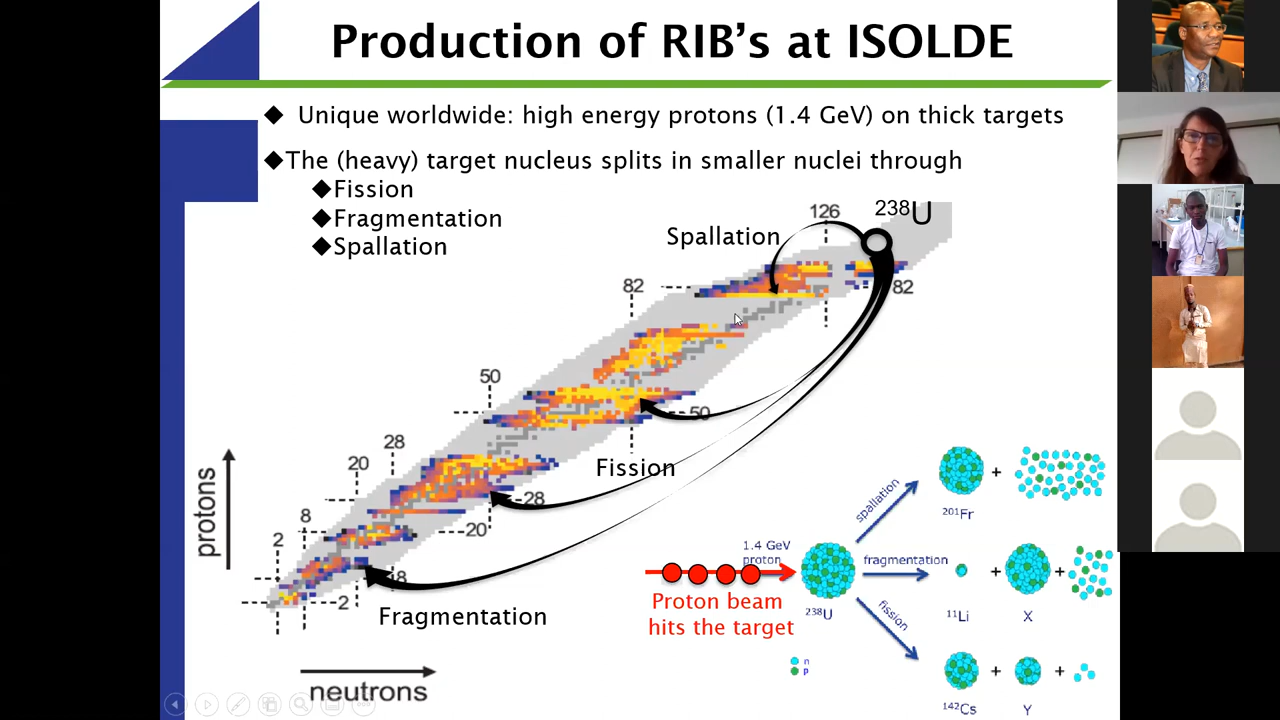 Production of RIB's at ISOLDE
◆ Unique worldwide: high energy protons (1.4 GeV) on thick targets
◆The (heavy) target nucleus splits in smaller nuclei through
◆Fission
◆Fragmentation
◆Spallation
126
238U
Spallation
82
82
50
50
28
Fission
20
28
8
20
2
8
2
protons
Fragmentation
neutrons
1.4 GeV
proton
Proton beam
hits the target
238U
n
p
spallation
+
201Fr
fragmentation
+
+
11Li
X
fission
+
+
142Cs
Y